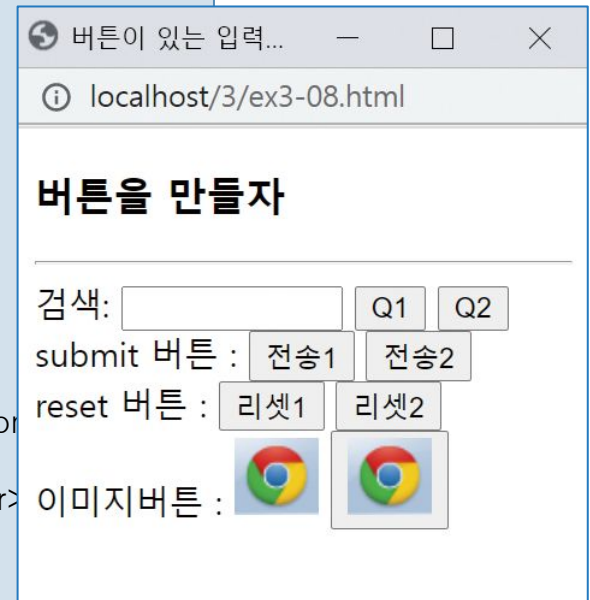 버튼이 있는 입력...
localhost/3/ex3-08.html
버튼을 만들자
검색: Q1 Q2
submit 버튼 : 전송1 전송2
or
reset 버튼 : 리셋1 리셋2
r>
이미지버튼 :